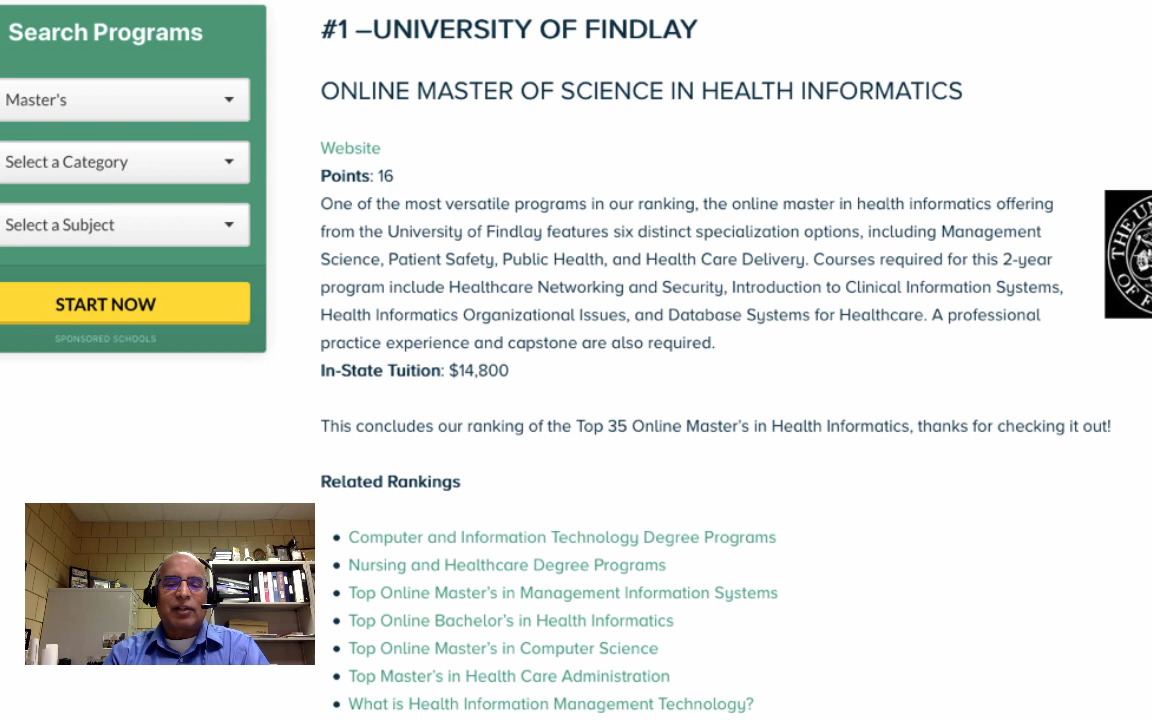 Search Programs
Master's
Select a Category
Select a Subject
START NOW
SPONSORED SCHOOLS
#1 –UNIVERSITY OF FINDLAY
ONLINE MASTER OF SCIENCE IN HEALTH INFORMATICS
Website
Points: 16
One of the most versatile programs in our ranking, the online master in health informatics offering
from the University of Findlay features six distinct specialization options, including Management
Science, Patient Safety, Public Health, and Health Care Delivery. Courses required for this 2-year
program include Healthcare Networking and Security, Introduction to Clinical Information Systems,
Health Informatics Organizational Issues, and Database Systems for Healthcare. A professional
practice experience and capstone are also required.
In-State Tuition: $14,800
THE UN
OF F
This concludes our ranking of the Top 35 Online Master's in Health Informatics, thanks for checking it out!
Related Rankings
• Computer and Information Technology Degree Programs
• Nursing and Healthcare Degree Programs
• Top Online Master's in Management Information Systems
• Top Online Bachelor's in Health Informatics
• Top Online Master's in Computer Science
• Top Master's in Health Care Administration
• What is Health Information Management Technology?